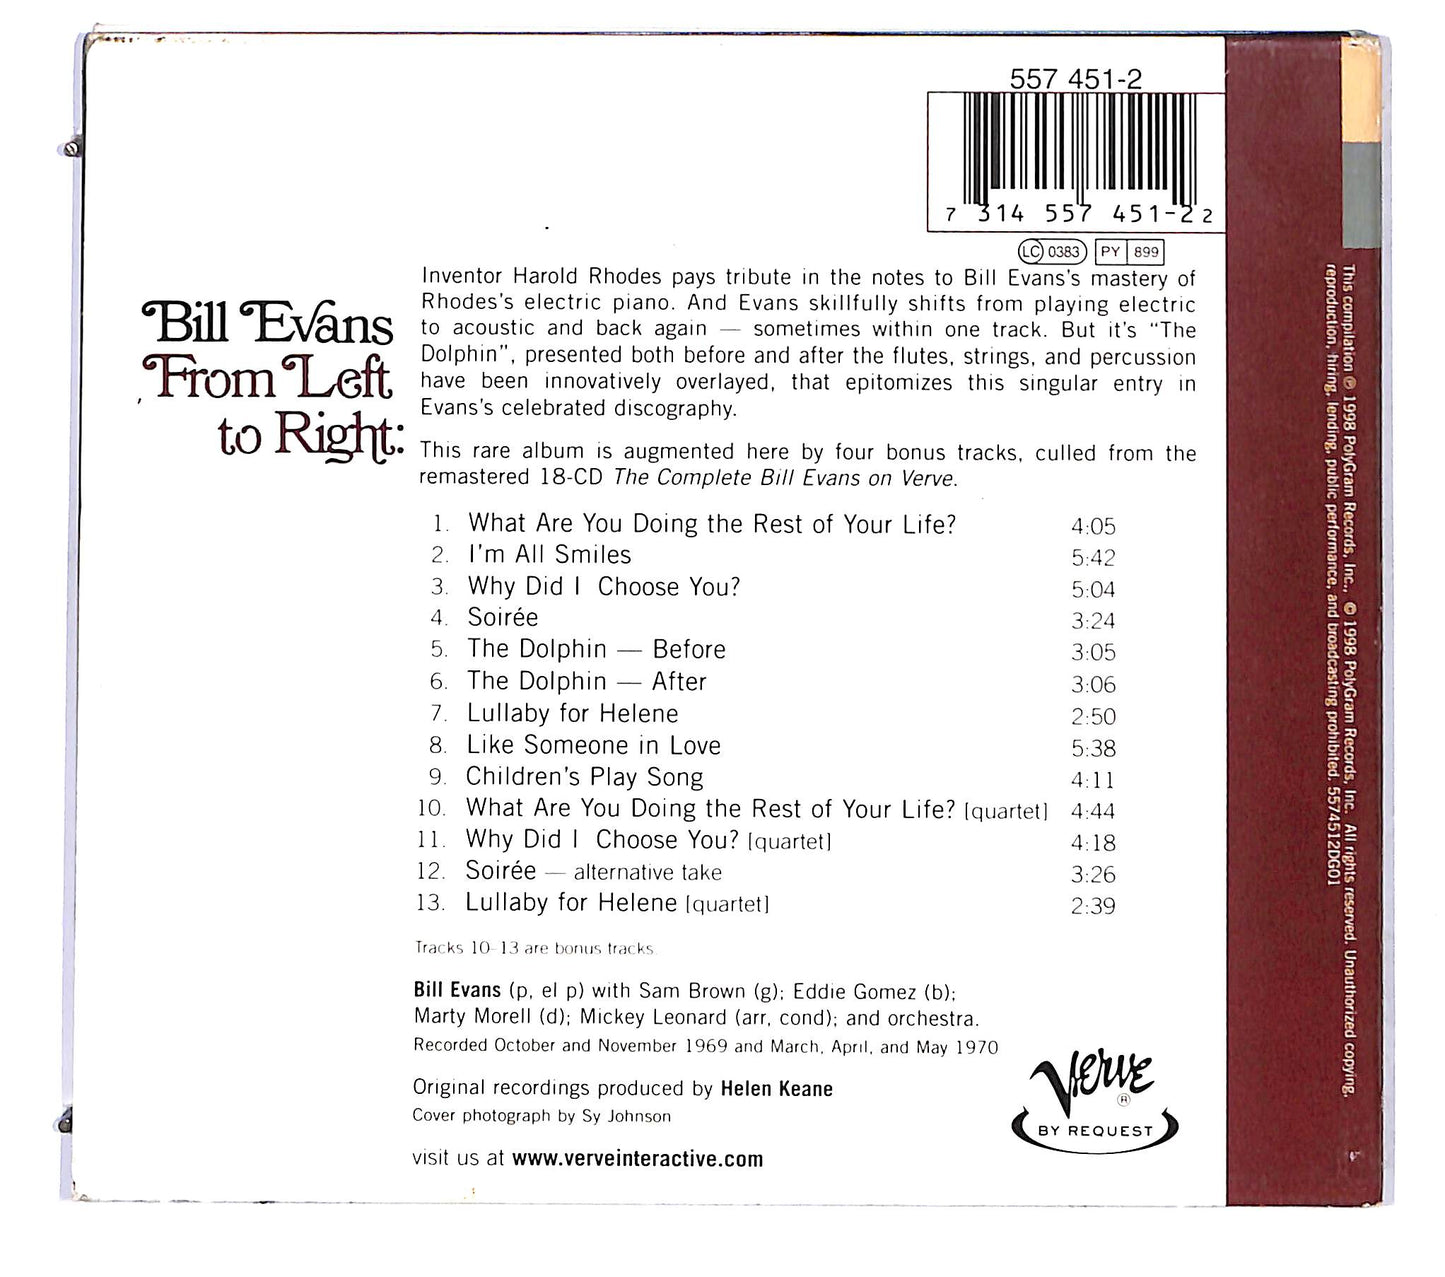 557 451-2
7 314 557 451-2 2
LC 0383 PY 899
Bill Evans
From Left
to Right:
Inventor Harold Rhodes pays tribute in the notes to Bill Evans's mastery of
Rhodes's electric piano. And Evans skillfully shifts from playing electric
to acoustic and back again — sometimes within one track. But it's "The
Dolphin", presented both before and after the flutes, strings, and percussion
have been innovatively overlayed, that epitomizes this singular entry in
Evans's celebrated discography.
This rare album is augmented here by four bonus tracks, culled from the
remastered 18-CD The Complete Bill Evans on Verve.
1. What Are You Doing the Rest of Your Life? 4:05
2. I'm All Smiles 5:42
3. Why Did I Choose You? 5:04
4. Soirée 3:24
5. The Dolphin — Before 3:05
6. The Dolphin — After 3:06
7. Lullaby for Helene 2:50
8. Like Someone in Love 5:38
9. Children's Play Song 4:11
10. What Are You Doing the Rest of Your Life? [quartet] 4:44
11. Why Did I Choose You? [quartet] 4:18
12. Soirée — alternative take 3:26
13. Lullaby for Helene [quartet] 2:39
Tracks 10-13 are bonus tracks.
Bill Evans (p, el p) with Sam Brown (g); Eddie Gomez (b);
Marty Morell (d); Mickey Leonard (arr, cond); and orchestra.
Recorded October and November 1969 and March, April, and May 1970
Original recordings produced by Helen Keane
Cover photograph by Sy Johnson
visit us at www.verveinteractive.com
Verve ®
BY REQUEST
This compilation ℗ 1998 PolyGram Records, Inc., © 1998 PolyGram Records, Inc. All rights reserved. Unauthorized copying,
reproduction, hiring, lending, public performance, and broadcasting prohibited. 5574512DG01